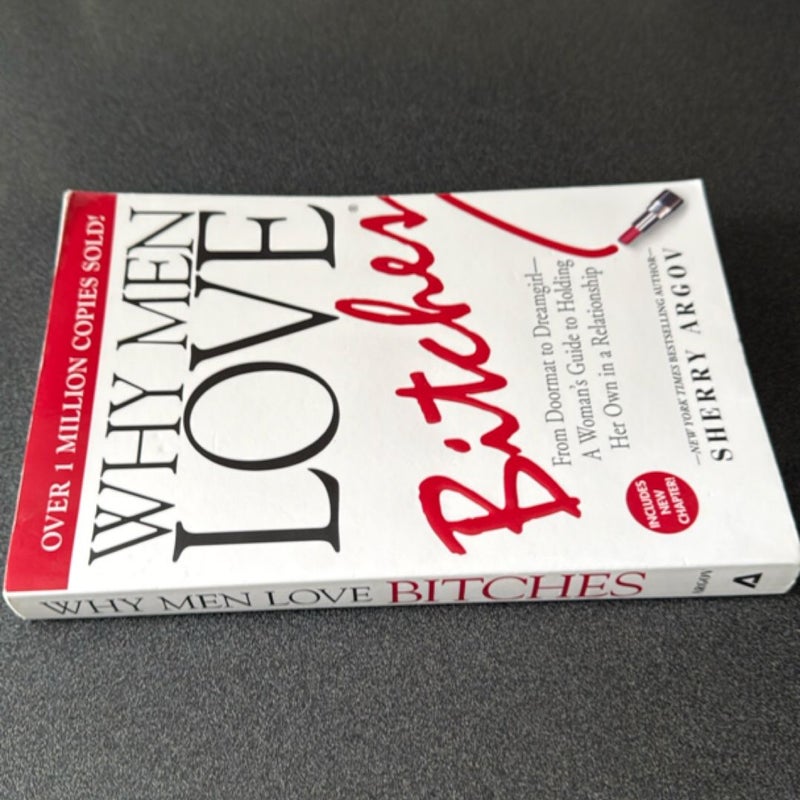 OVER 1 MILLION COPIES SOLD!
WHY MEN
LOVE®
Bitches
From Doormat to Dreamgirl—
A Woman's Guide to Holding
Her Own in a Relationship
INCLUDES
NEW
CHAPTER!
—NEW YORK TIMES BESTSELLING AUTHOR—
SHERRY ARGOV
WHY MEN LOVE BITCHES
ARGOV